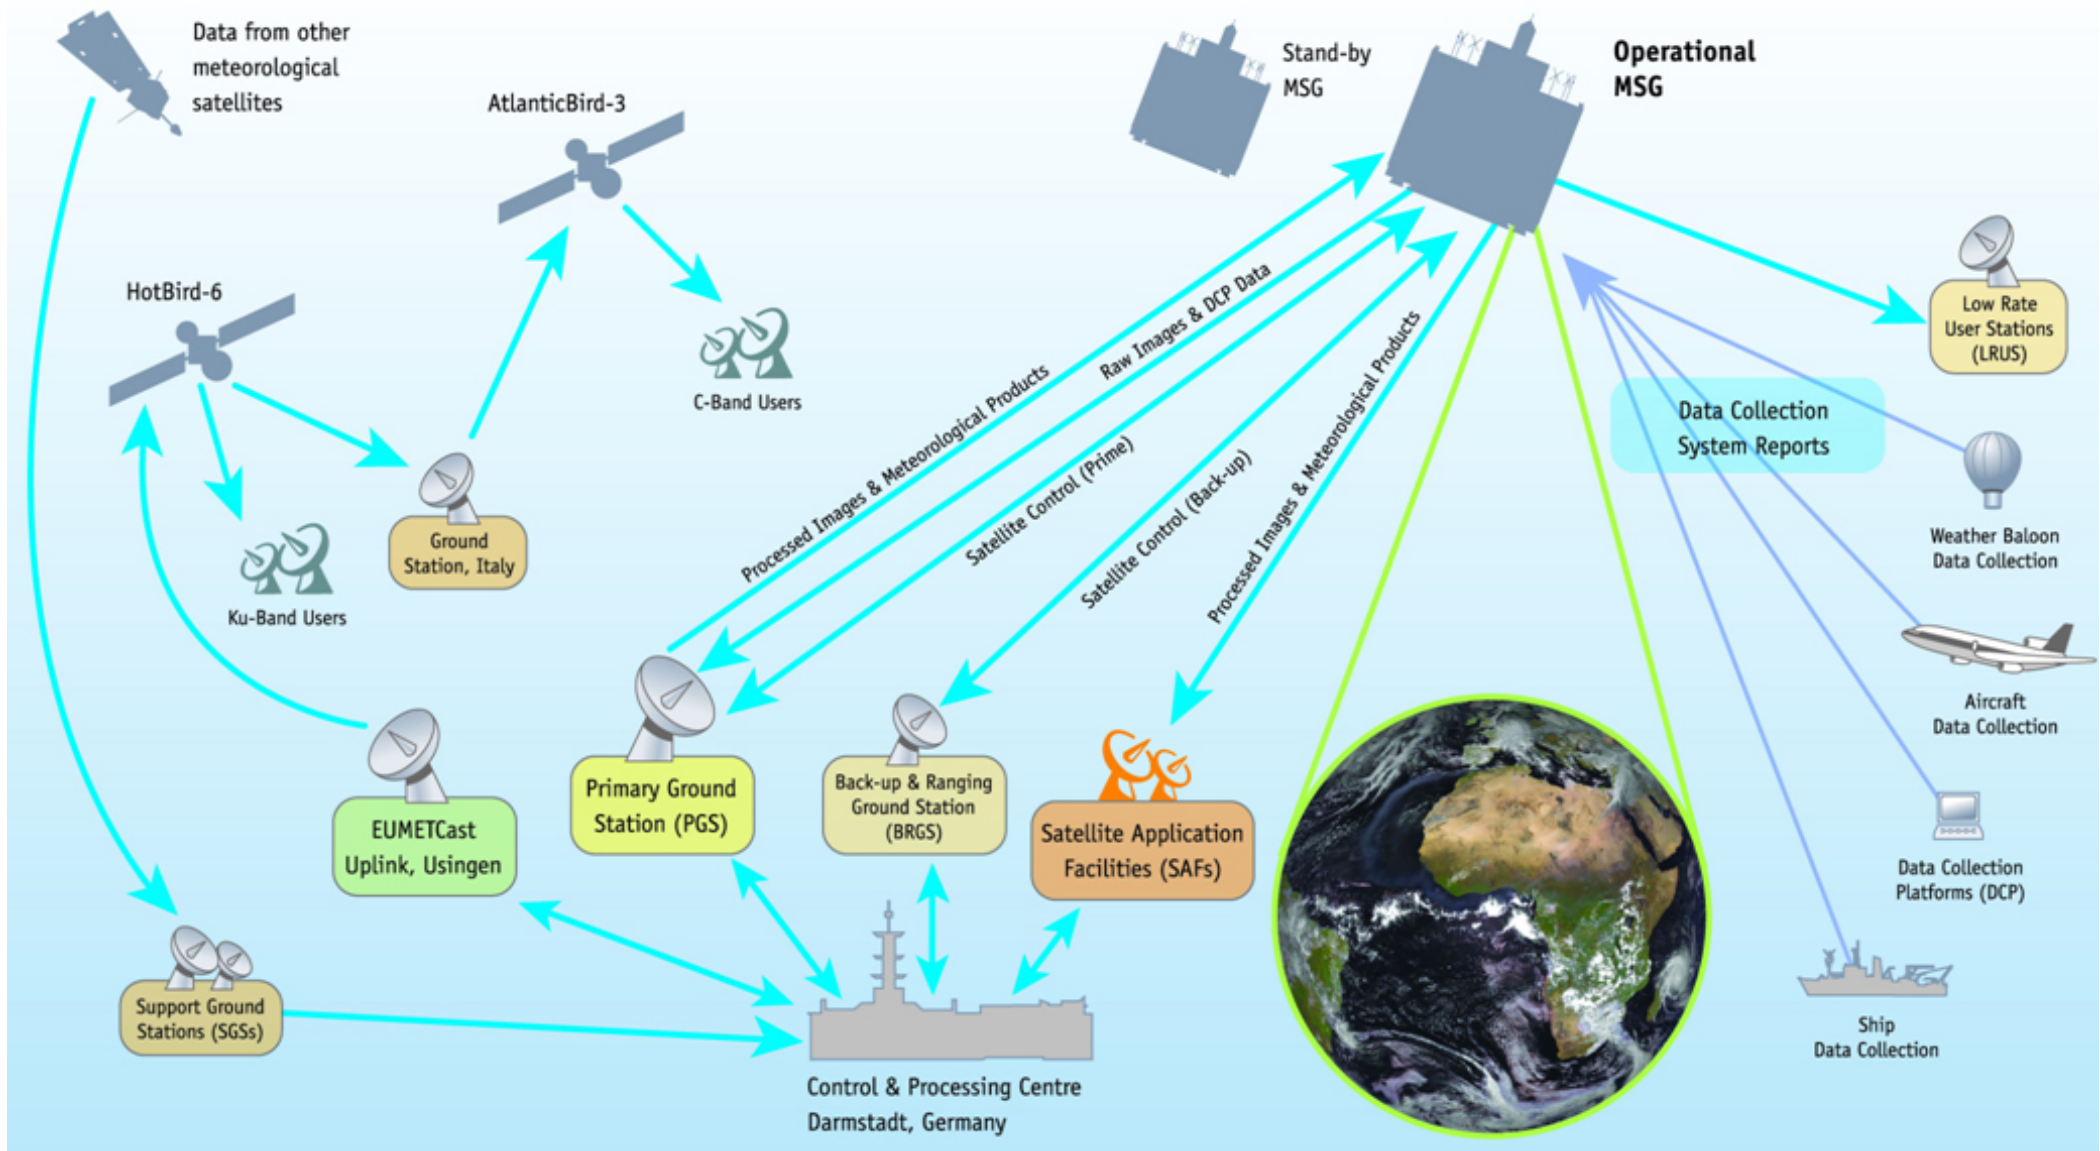 Data from other
meteorological
satellites
AtlanticBird-3
Stand-by
MSG
Operational
MSG
HotBird-6
C-Band Users
Low Rate
User Stations
(LRUS)
Data Collection
System Reports
Processed Images & Meteorological Products
Raw Images & DCP Data
Satellite Control (Prime)
Satellite Control (Back-up)
Processed Images & Meteorological Products
Ground
Station, Italy
Ku-Band Users
Weather Baloon
Data Collection
Aircraft
Data Collection
EUMETCast
Uplink, Usingen
Primary Ground
Station (PGS)
Back-up & Ranging
Ground Station
(BRGS)
Satellite Application
Facilities (SAFs)
Data Collection
Platforms (DCP)
Support Ground
Stations (SGSs)
Ship
Data Collection
Control & Processing Centre
Darmstadt, Germany